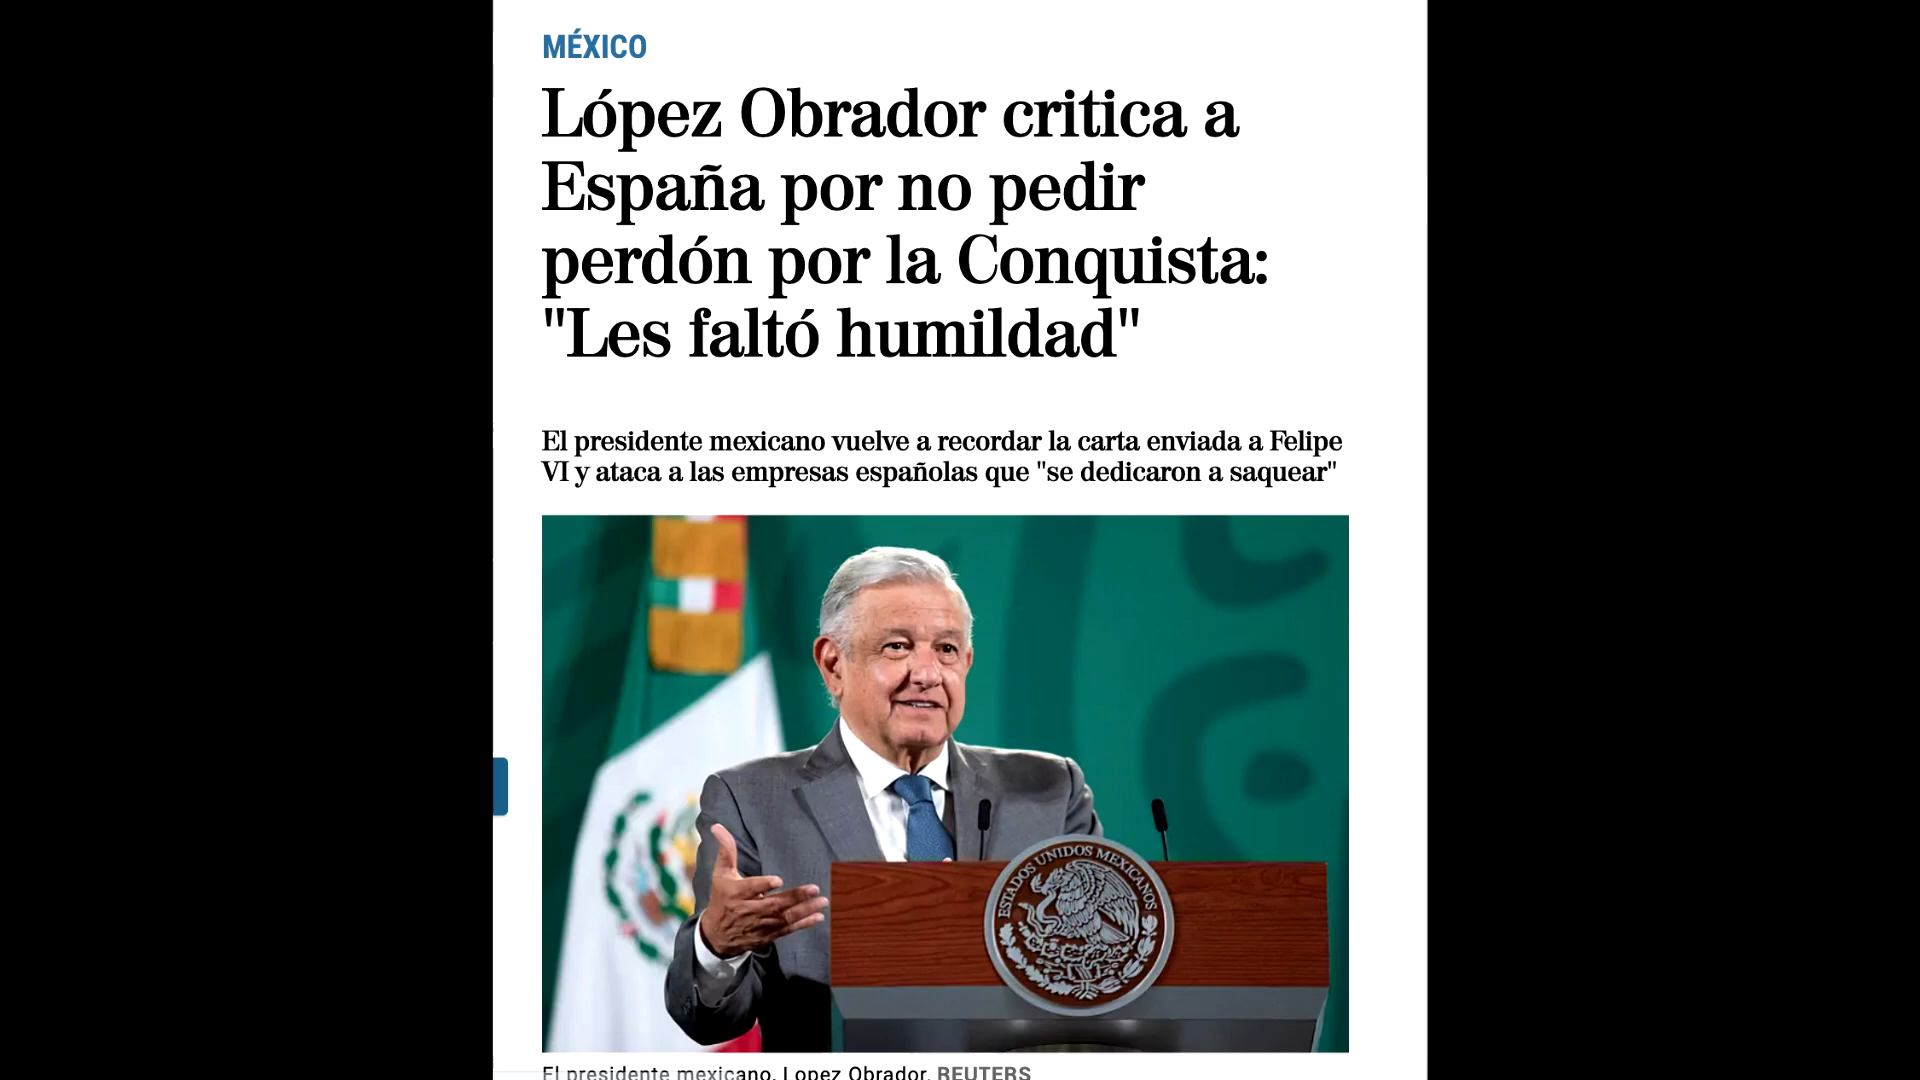 MÉXICO
López Obrador critica a
España por no pedir
perdón por la Conquista:
"Les faltó humildad"
El presidente mexicano vuelve a recordar la carta enviada a Felipe
VI y ataca a las empresas españolas que "se dedicaron a saquear"
ESTADOS UNIDOS MEXICANOS
El presidente mexicano, Lopez Obrador. REUTERS